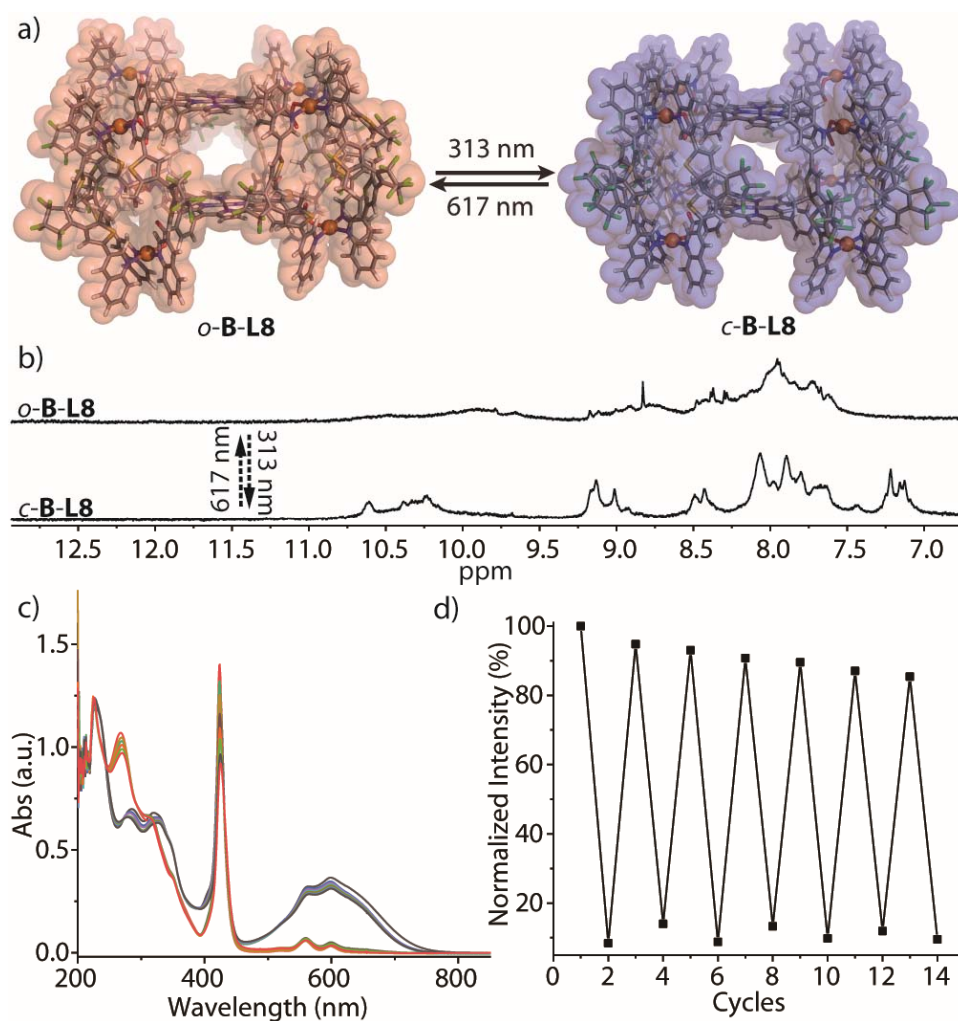 a)
313 nm
617 nm
o-B-L8
c-B-L8
b)
o-B-L8
617 nm
313 nm
c-B-L8
12.5 12.0 11.5 11.0 10.5 10.0 9.5 9.0 8.5 8.0 7.5 7.0
ppm
c)
Abs (a.u.)
1.5
1.0
0.5
0.0
200 400 600 800
Wavelength (nm)
d)
Normalized Intensity (%)
100
80
60
40
20
0 2 4 6 8 10 12 14
Cycles